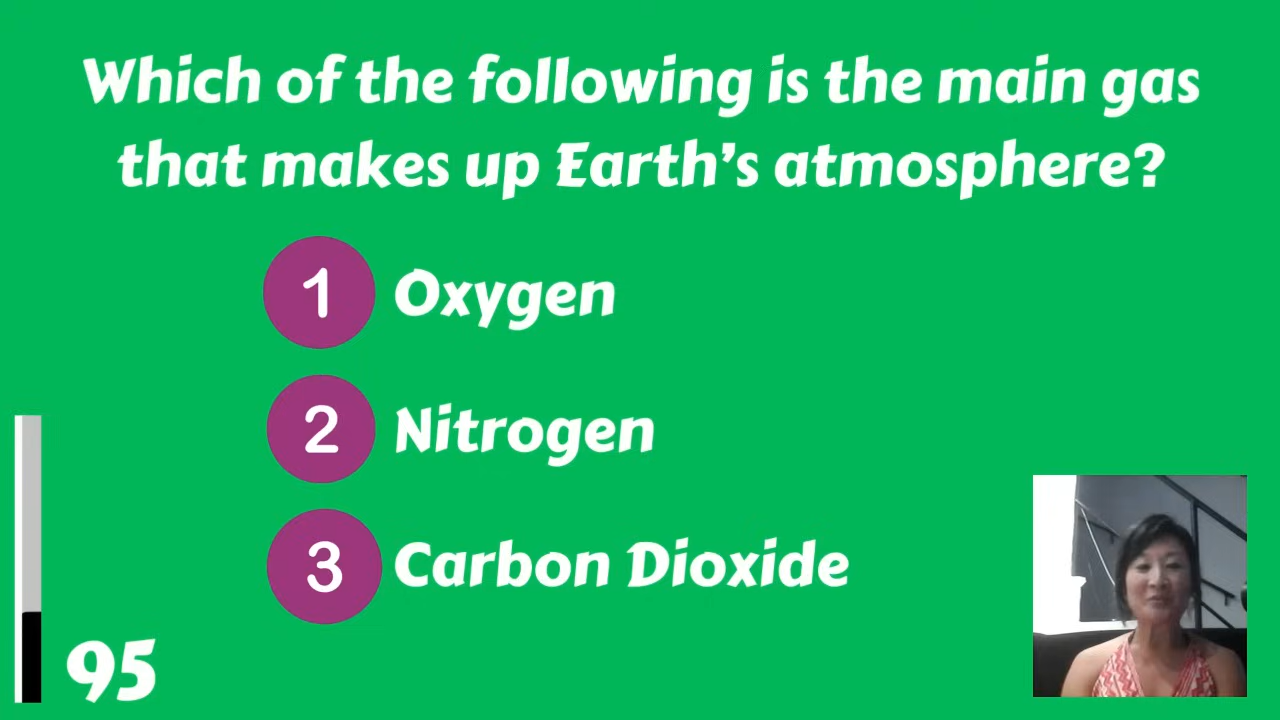 Which of the following is the main gas
that makes up Earth’s atmosphere?
1 Oxygen
2 Nitrogen
3 Carbon Dioxide
95